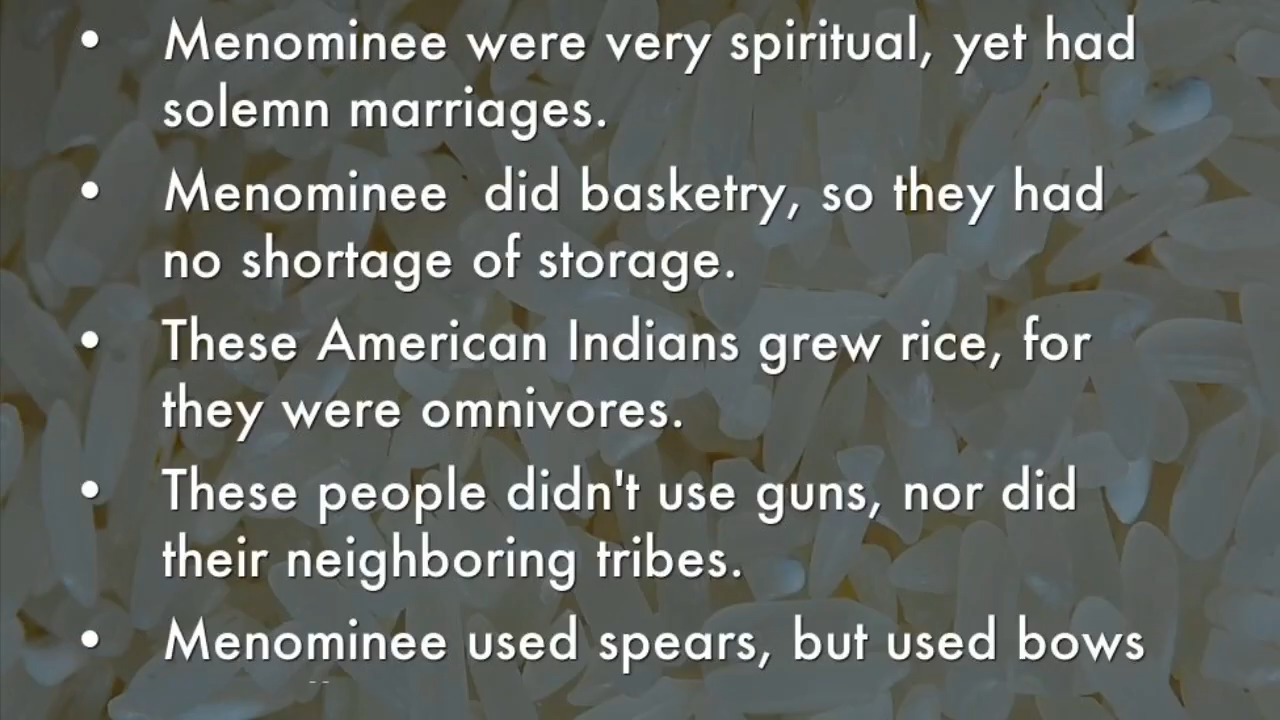 • Menominee were very spiritual, yet had
solemn marriages.
• Menominee  did basketry, so they had
no shortage of storage.
• These American Indians grew rice, for
they were omnivores.
• These people didn't use guns, nor did
their neighboring tribes.
• Menominee used spears, but used bows